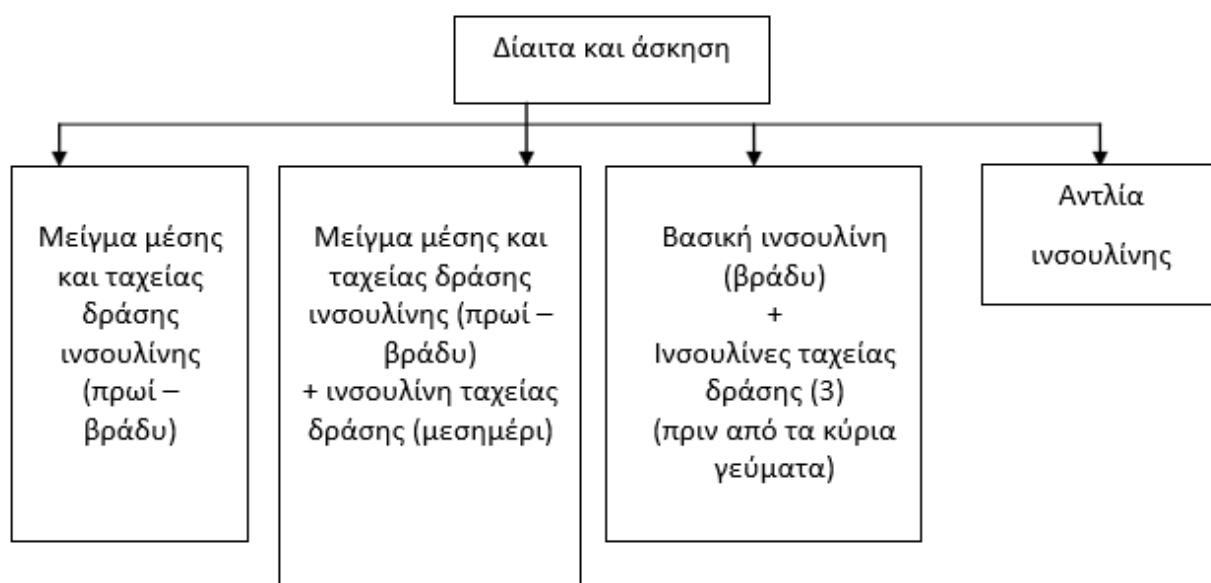 Δίαιτα και άσκηση
Μείγμα μέσης
και ταχείας
δράσης
ινσουλίνης
(πρωί –
βράδυ)
Μείγμα μέσης και
ταχείας δράσης
ινσουλίνης (πρωί –
βράδυ)
+ ινσουλίνη ταχείας
δράσης (μεσημέρι)
Βασική ινσουλίνη
(βράδυ)
+
Ινσουλίνες ταχείας
δράσης (3)
(πριν από τα κύρια
γεύματα)
Αντλία
ινσουλίνης